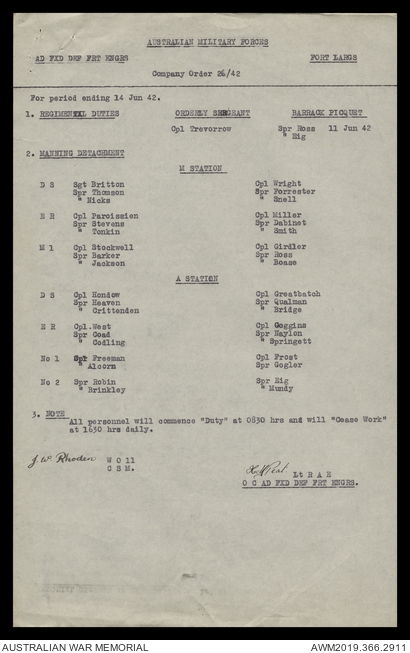 AUSTRALIAN MILITARY FORCES
AD FXD DEF FRT ENGRS FORT LARGS
Company Order 26/42
For period ending 14 Jun 42.
1. REGIMENTAL DUTIES ORDERLY SERGEANT BARRACK PICQUET
Cpl Trevorrow Spr Ross 11 Jun 42
" Eig
2. MANNING DETACHMENT
M STATION
D S Sgt Britton Cpl Wright
Spr Thomson Spr Forrester
" Nicks " Snell
E R Cpl Paroissien Cpl Miller
Spr Stevens Spr Dabinet
" Tonkin " Smith
M 1 Cpl Stockwell Cpl Girdler
Spr Barker Spr Ross
" Jackson " Boase
A STATION
D S Cpl Hondow Cpl Greatbatch
Spr Heaven Spr Qualman
" Crittenden " Bridge
E R Cpl.West Cpl Goggins
Spr Coad Spr Naylon
" Codling " Springett
No 1 Spr Freeman Cpl Frost
" Alcorn Spr Gogler
No 2 Spr Robin Spr Eig
" Brinkley " Mundy
3. NOTE
All personnel will commence "Duty" at 0830 hrs and will "Cease Work"
at 1630 hrs daily.
J. W. Rhoden W O 11
C S M.
Lt R A E
O C AD FXD DEF FRT ENGRS.
AUSTRALIAN WAR MEMORIAL AWM2019.366.2911